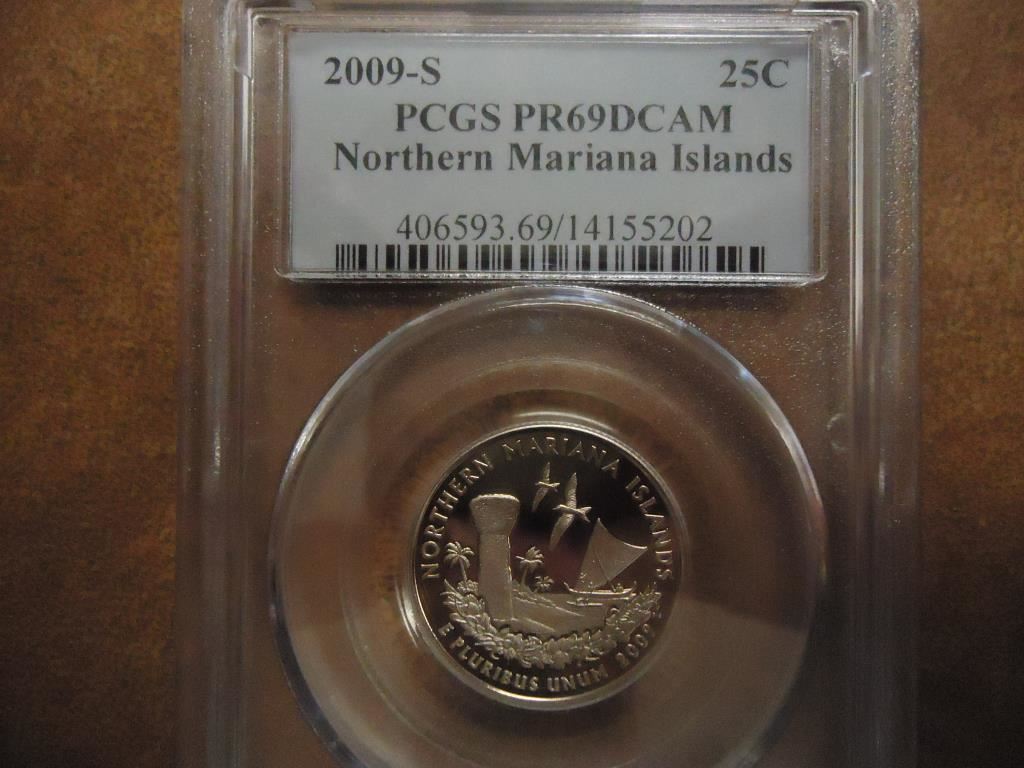 2009-S 25C
PCGS PR69DCAM
Northern Mariana Islands
406593.69/14155202
NORTHERN MARIANA ISLANDS
E PLURIBUS UNUM 2009